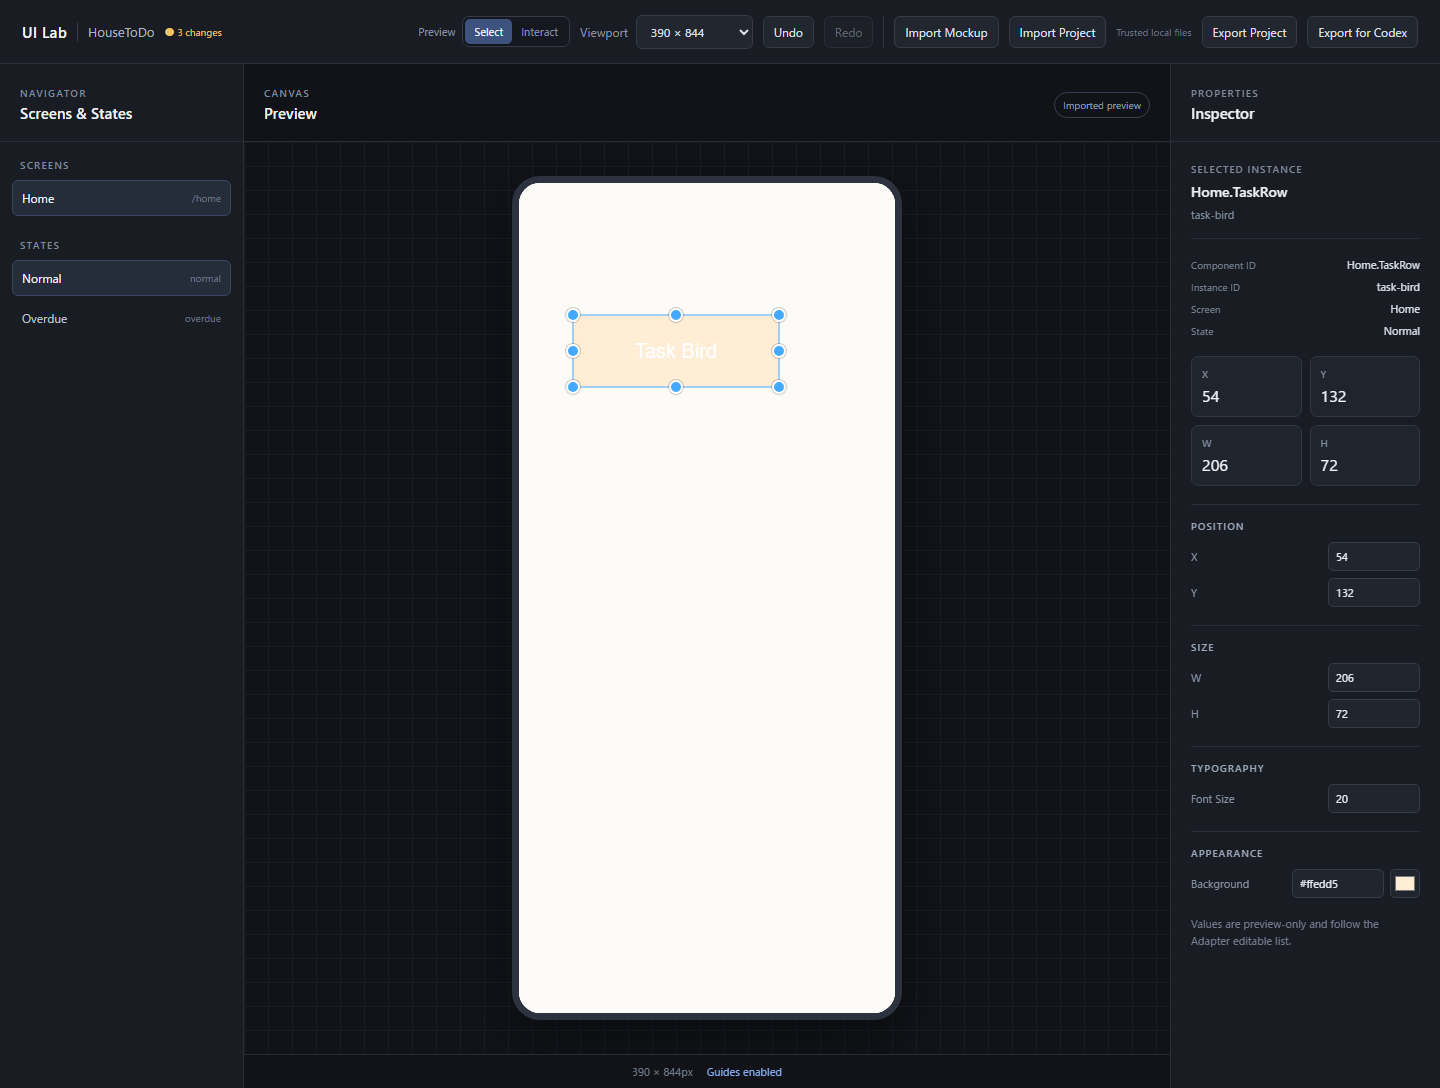 UI Lab HouseToDo 3 changes Preview Select Interact Viewport 390 × 844 Undo Redo Import Mockup Import Project Trusted local files Export Project Export for Codex
NAVIGATOR
Screens & States
SCREENS
Home /home
STATES
Normal normal
Overdue overdue
CANVAS
Preview
Imported preview
Task Bird
390 × 844px Guides enabled
PROPERTIES
Inspector
SELECTED INSTANCE
Home.TaskRow
task-bird
Component ID Home.TaskRow
Instance ID task-bird
Screen Home
State Normal
X Y
54 132
W H
206 72
POSITION
X 54
Y 132
SIZE
W 206
H 72
TYPOGRAPHY
Font Size 20
APPEARANCE
Background #ffedd5
Values are preview-only and follow the
Adapter editable list.